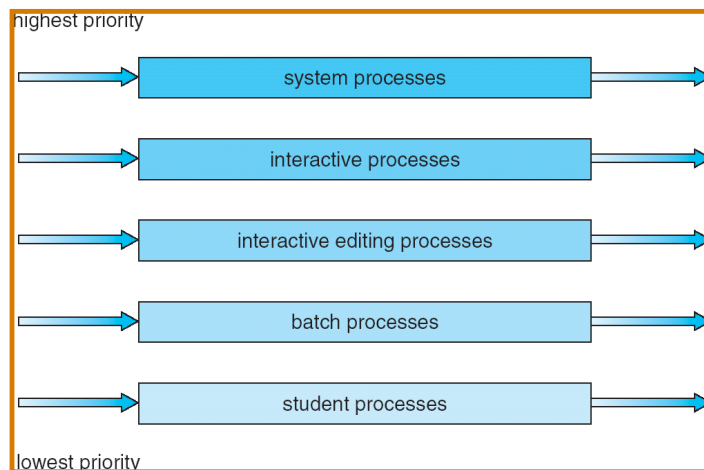 highest priority
system processes
interactive processes
interactive editing processes
batch processes
student processes
lowest priority